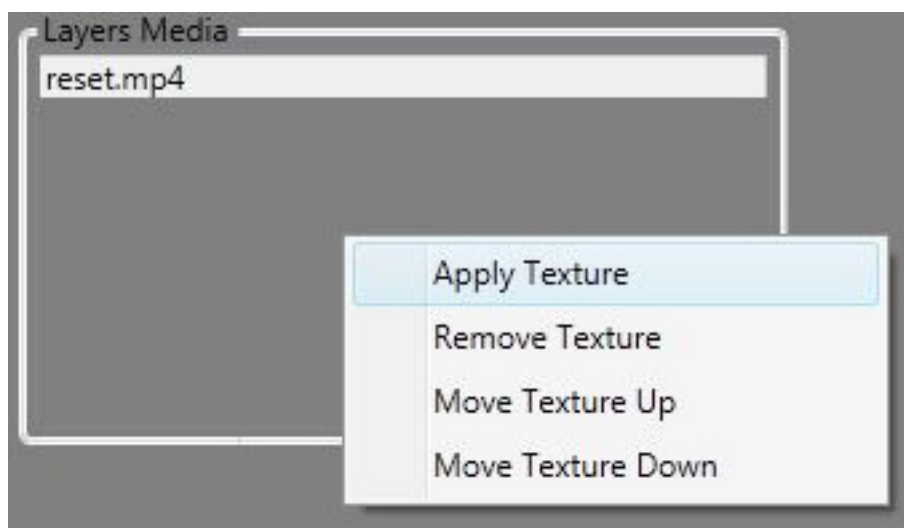 Layers Media
reset.mp4
Apply Texture
Remove Texture
Move Texture Up
Move Texture Down